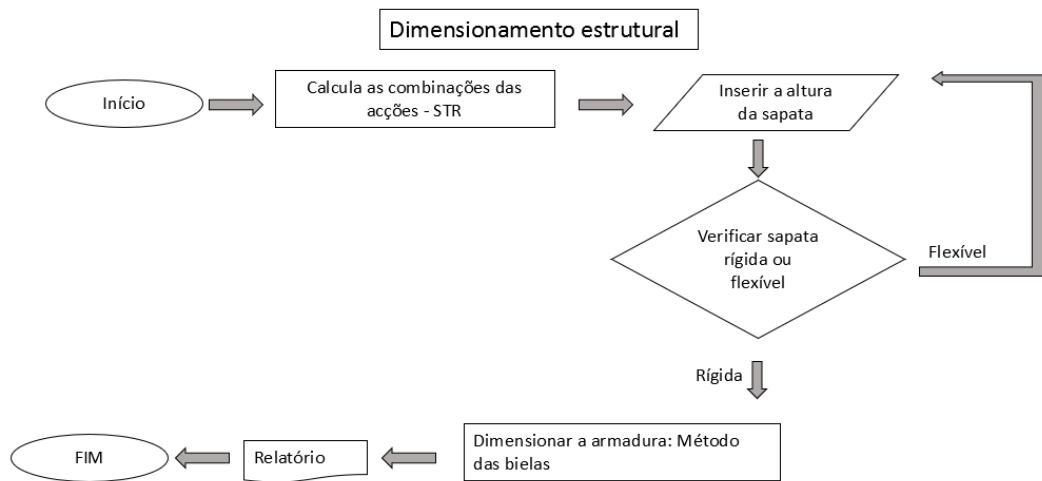 Dimensionamento estrutural
Início
Calcula as combinações das
acções - STR
Inserir a altura
da sapata
Verificar sapata
rígida ou
flexível
Flexível
Rígida
Dimensionar a armadura: Método
das bielas
Relatório
FIM